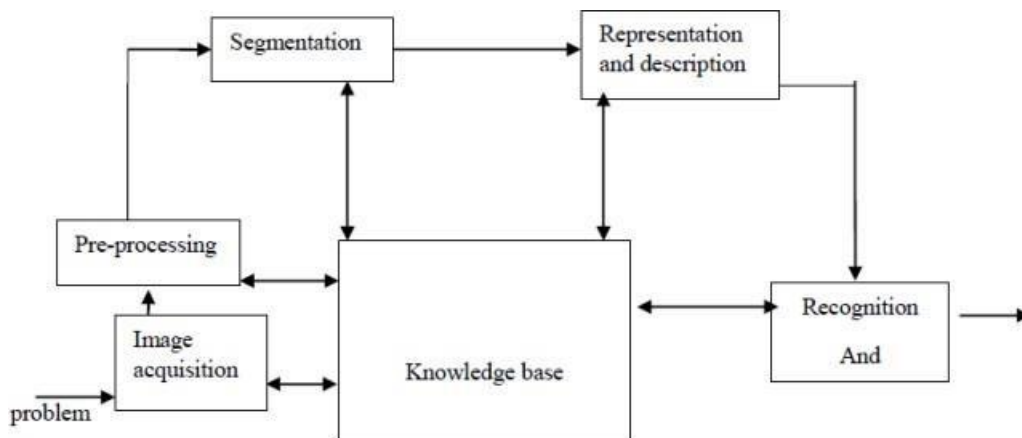 Segmentation
Representation
and description
Pre-processing
Image
acquisition
problem
Knowledge base
Recognition
And